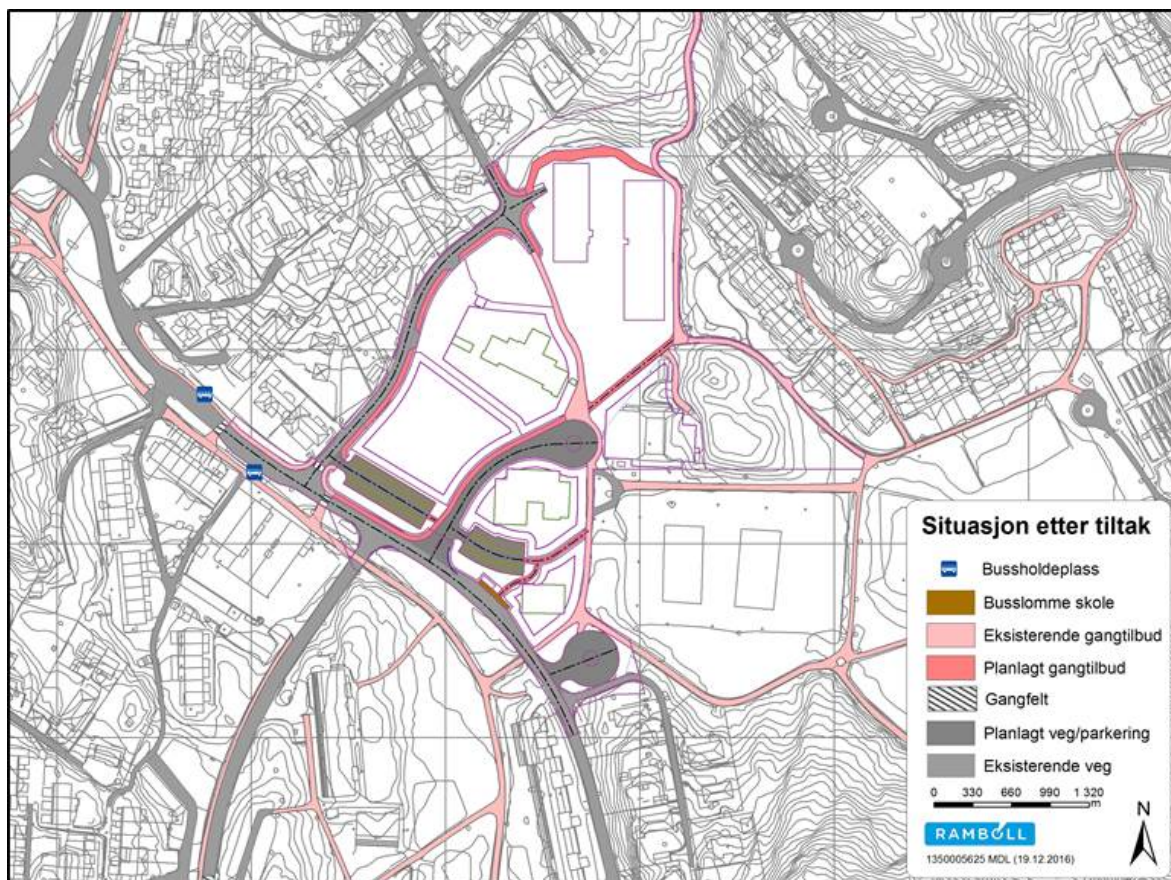 Situasjon etter tiltak
Bussholdeplass
Busslomme skole
Eksisterende gangtilbud
Planlagt gangtilbud
Gangfelt
Planlagt veg/parkering
Eksisterende veg
0 330 660 990 1 320
m
N
RAMBOLL
1350005625 MDL (19.12.2016)